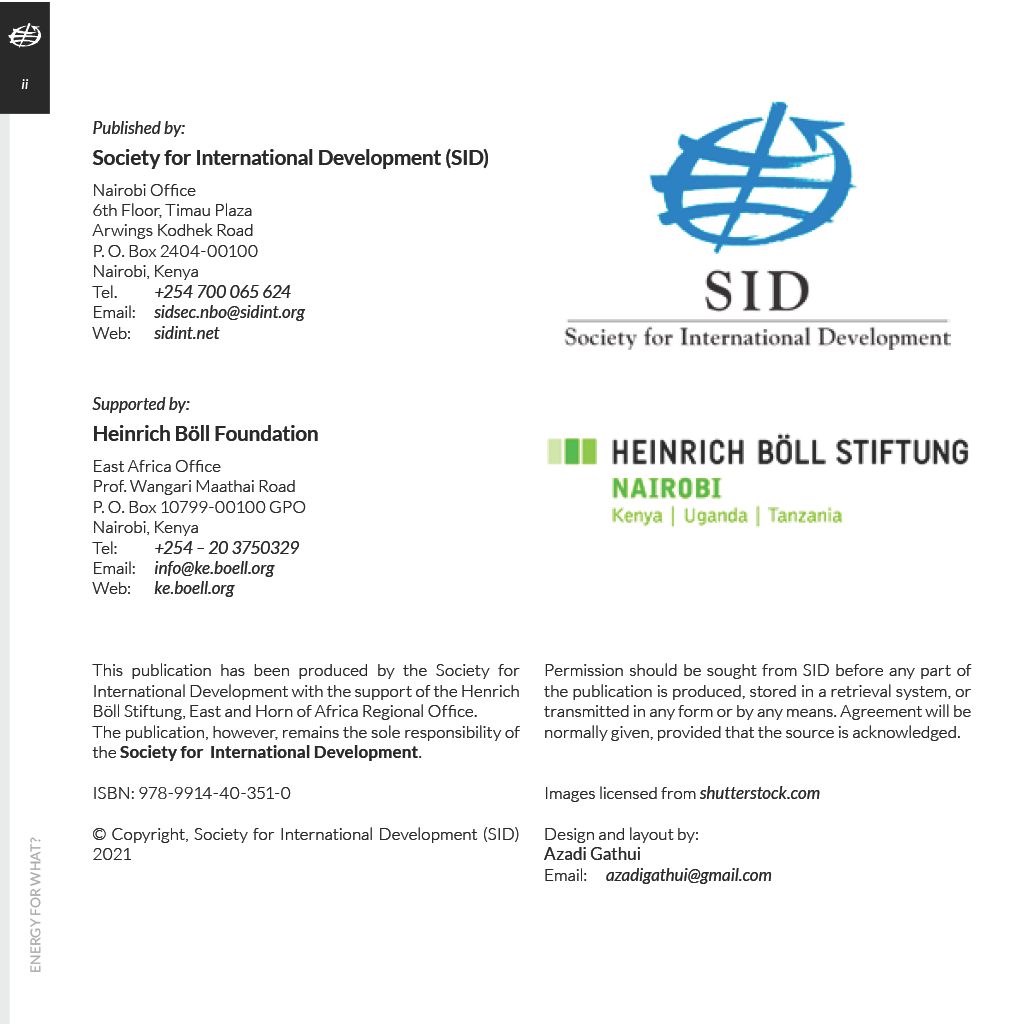 ii
Published by:
Society for International Development (SID)
Nairobi Office
6th Floor, Timau Plaza
Arwings Kodhek Road
P. O. Box 2404-00100
Nairobi, Kenya
Tel. +254 700 065 624
Email: sidsec.nbo@sidint.org
Web: sidint.net
SID
Society for International Development
Supported by:
Heinrich Böll Foundation
East Africa Office
Prof. Wangari Maathai Road
P. O. Box 10799-00100 GPO
Nairobi, Kenya
Tel: +254 – 20 3750329
Email: info@ke.boell.org
Web: ke.boell.org
HEINRICH BÖLL STIFTUNG
NAIROBI
Kenya | Uganda | Tanzania
This publication has been produced by the Society for
International Development with the support of the Henrich
Böll Stiftung, East and Horn of Africa Regional Office.
The publication, however, remains the sole responsibility of
the Society for International Development.
ISBN: 978-9914-40-351-0
© Copyright, Society for International Development (SID)
2021
Permission should be sought from SID before any part of
the publication is produced, stored in a retrieval system, or
transmitted in any form or by any means. Agreement will be
normally given, provided that the source is acknowledged.
Images licensed from shutterstock.com
Design and layout by:
Azadi Gathui
Email: azadigathui@gmail.com
ENERGY FOR WHAT?